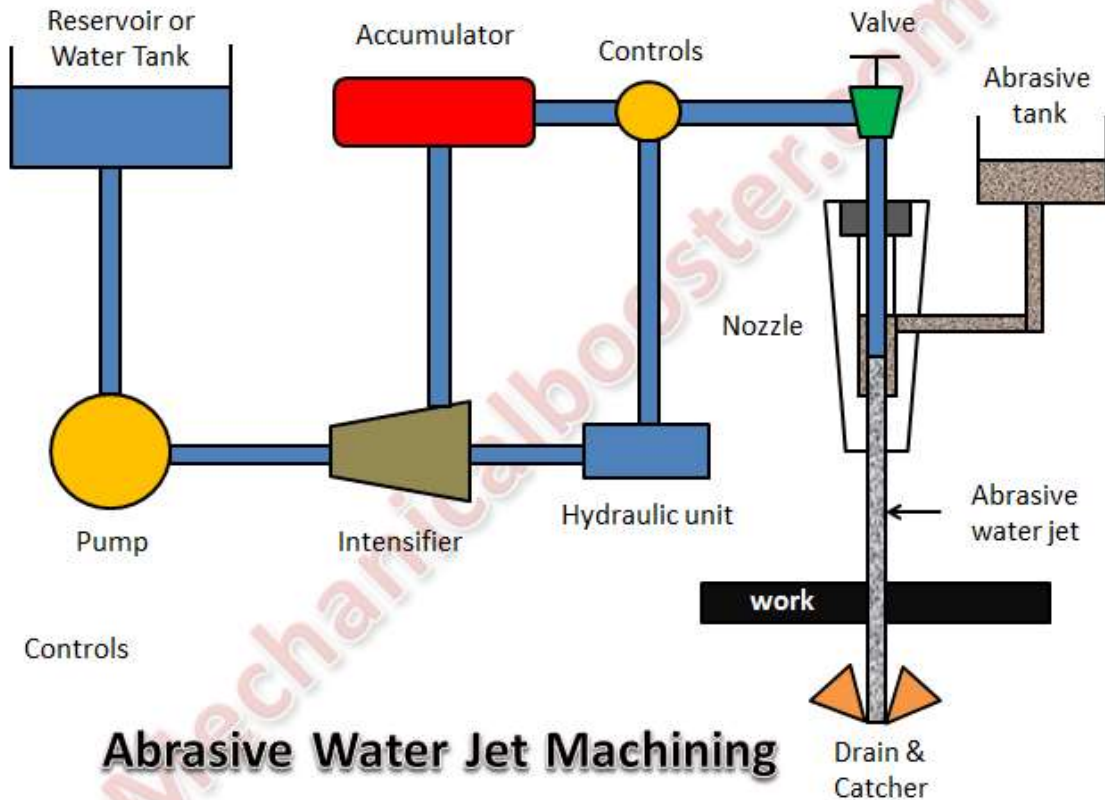 Reservoir or
Water Tank
Accumulator
Controls
Valve
Abrasive
tank
Nozzle
Pump
Intensifier
Hydraulic unit
Abrasive
water jet
work
Controls
Drain &
Catcher
Abrasive Water Jet Machining
Mechanicalbooster.com